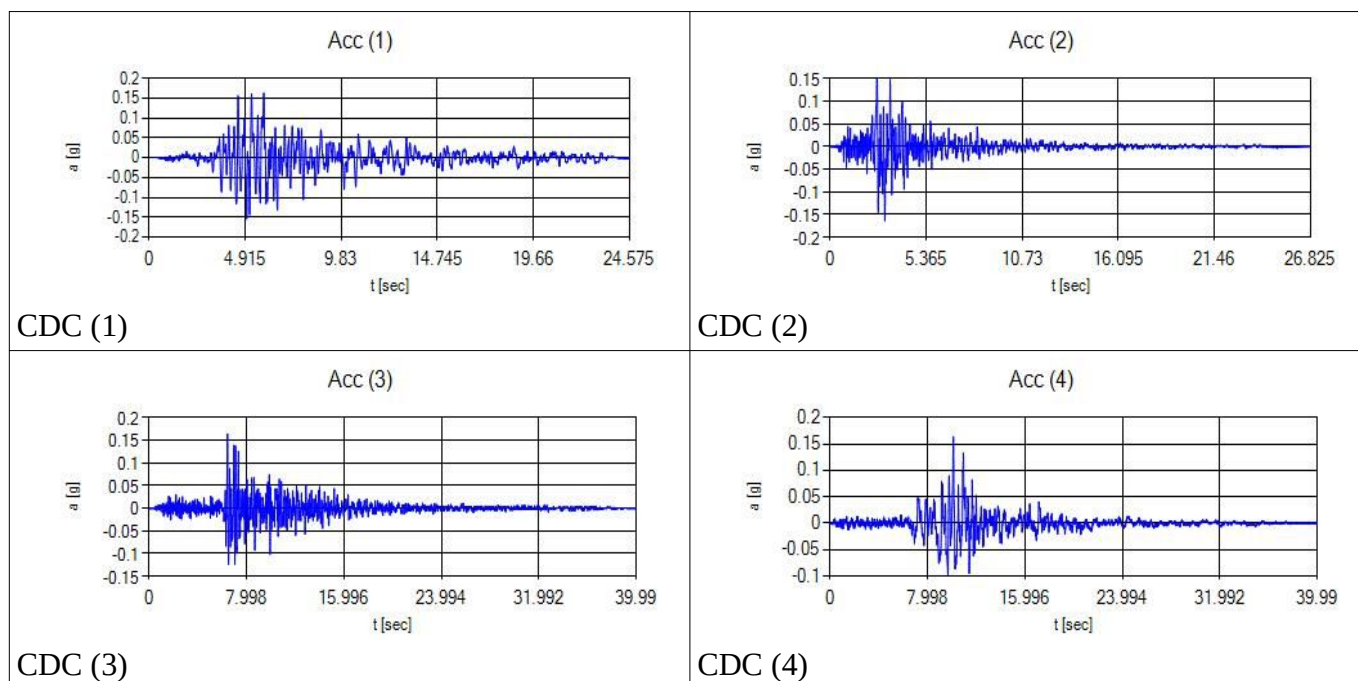 Acc (1)
0.2
0.15
0.1
0.05
0
-0.05
-0.1
-0.15
-0.2
a [g]
0 4.915 9.83 14.745 19.66 24.575
t [sec]
CDC (1)
Acc (2)
0.15
0.1
0.05
0
-0.05
-0.1
-0.15
-0.2
a [g]
0 5.365 10.73 16.095 21.46 26.825
t [sec]
CDC (2)
Acc (3)
0.2
0.15
0.1
0.05
0
-0.05
-0.1
-0.15
a [g]
0 7.998 15.996 23.994 31.992 39.99
t [sec]
CDC (3)
Acc (4)
0.2
0.15
0.1
0.05
0
-0.05
-0.1
a [g]
0 7.998 15.996 23.994 31.992 39.99
t [sec]
CDC (4)